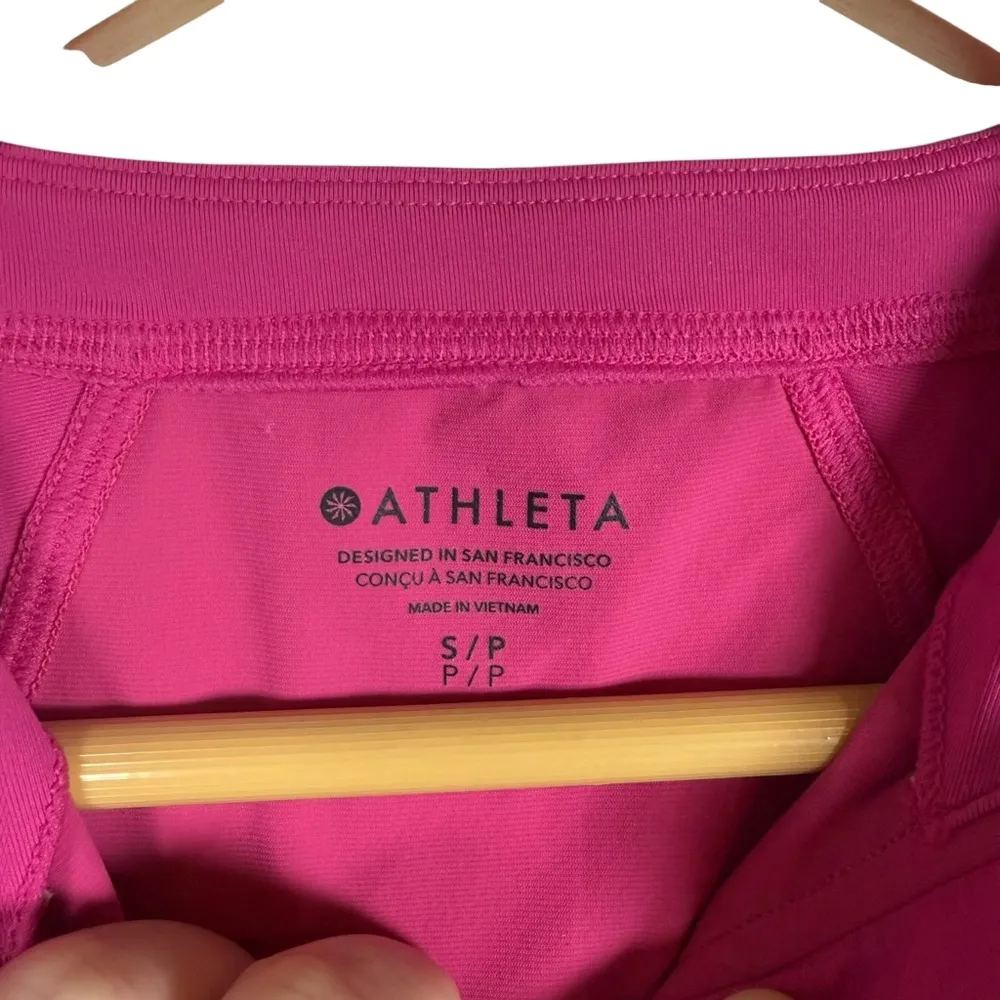 ATHLETA
DESIGNED IN SAN FRANCISCO
CONÇU À SAN FRANCISCO
MADE IN VIETNAM
S/P
P/P